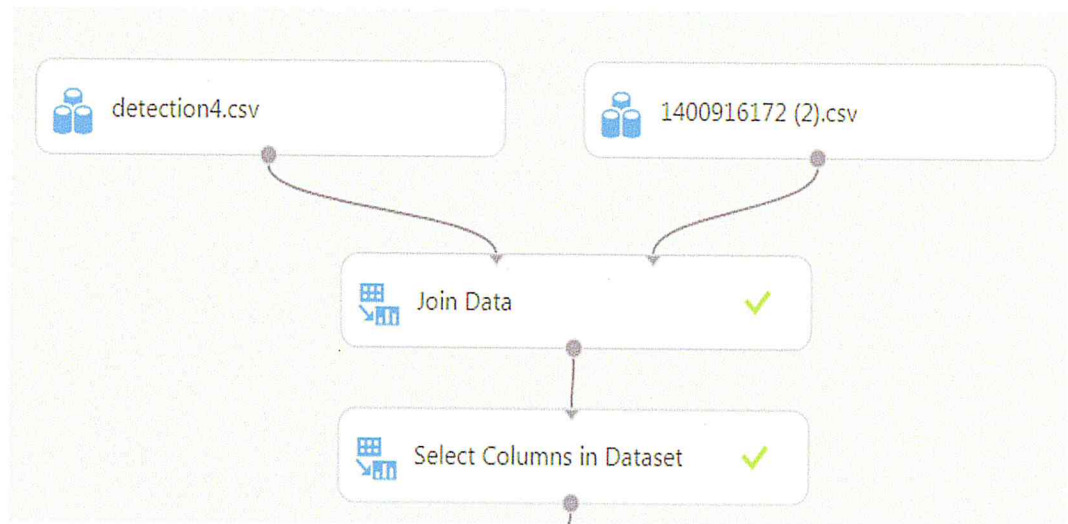 detection4.csv
1400916172 (2).csv
Join Data
Select Columns in Dataset